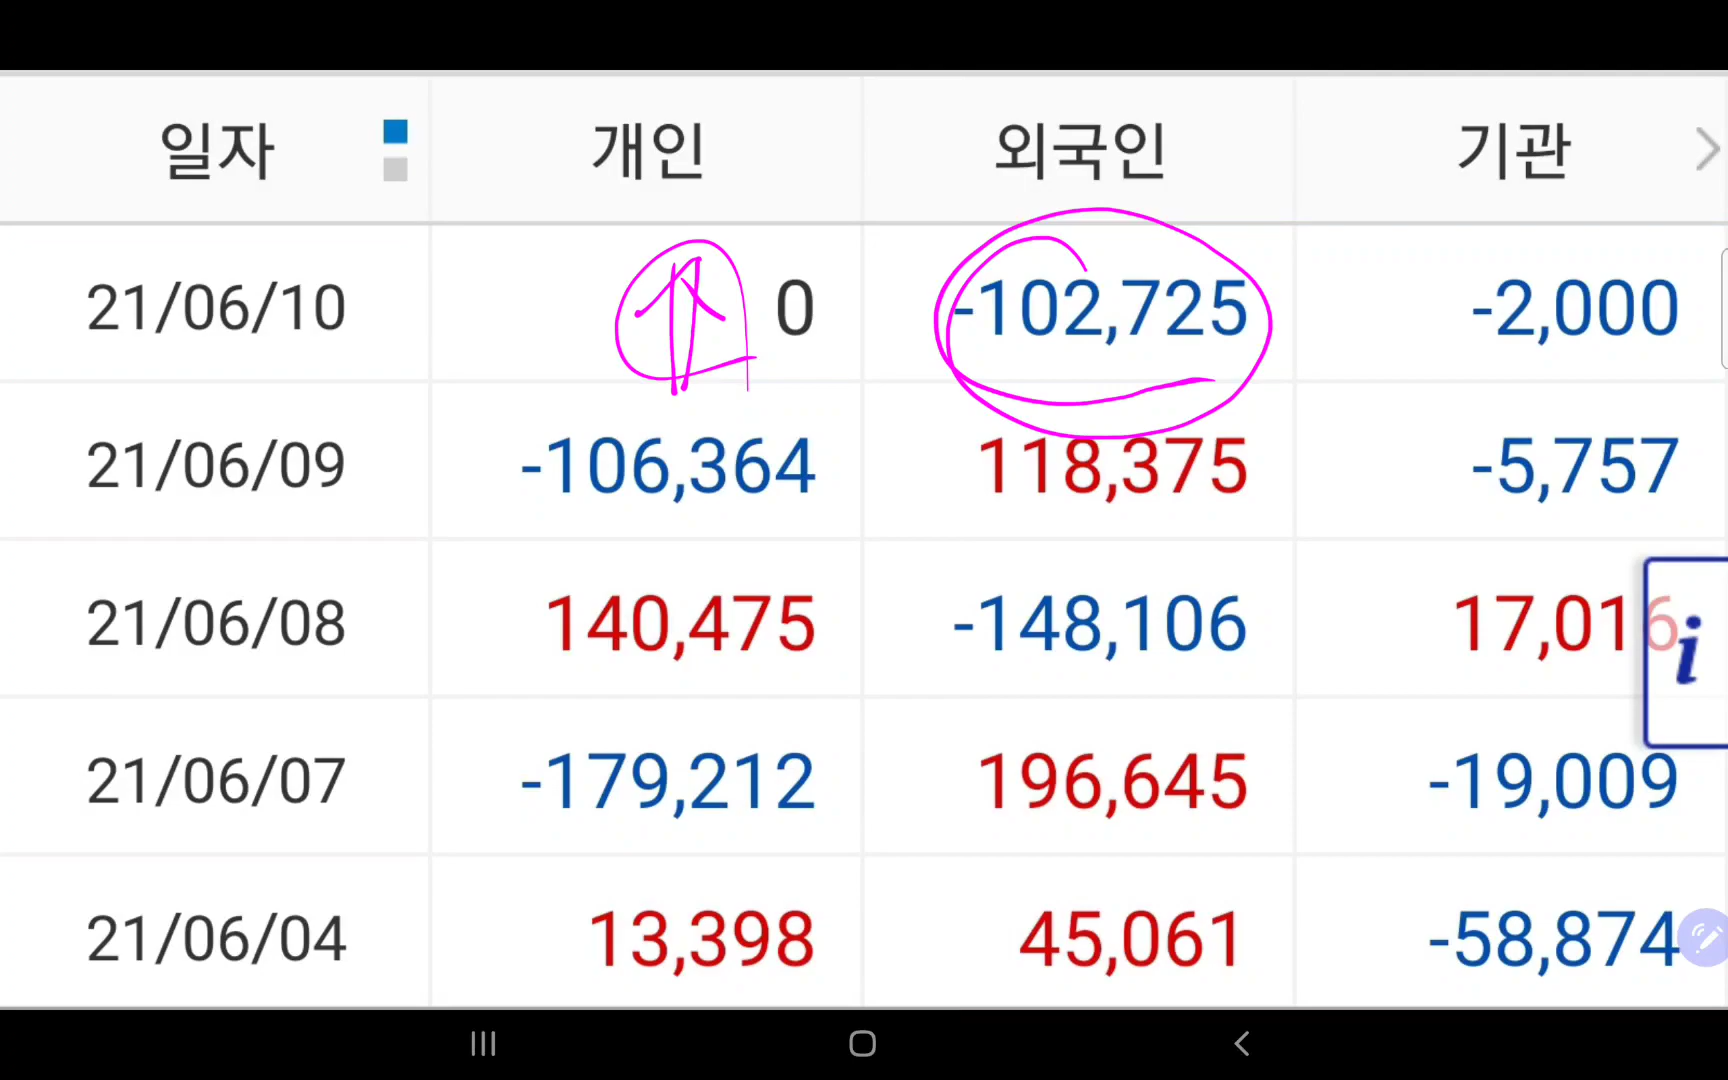 일자 개인 외국인 기관
21/06/10 0 -102,725 -2,000
21/06/09 -106,364 118,375 -5,757
21/06/08 140,475 -148,106 17,016
i
21/06/07 -179,212 196,645 -19,009
21/06/04 13,398 45,061 -58,874